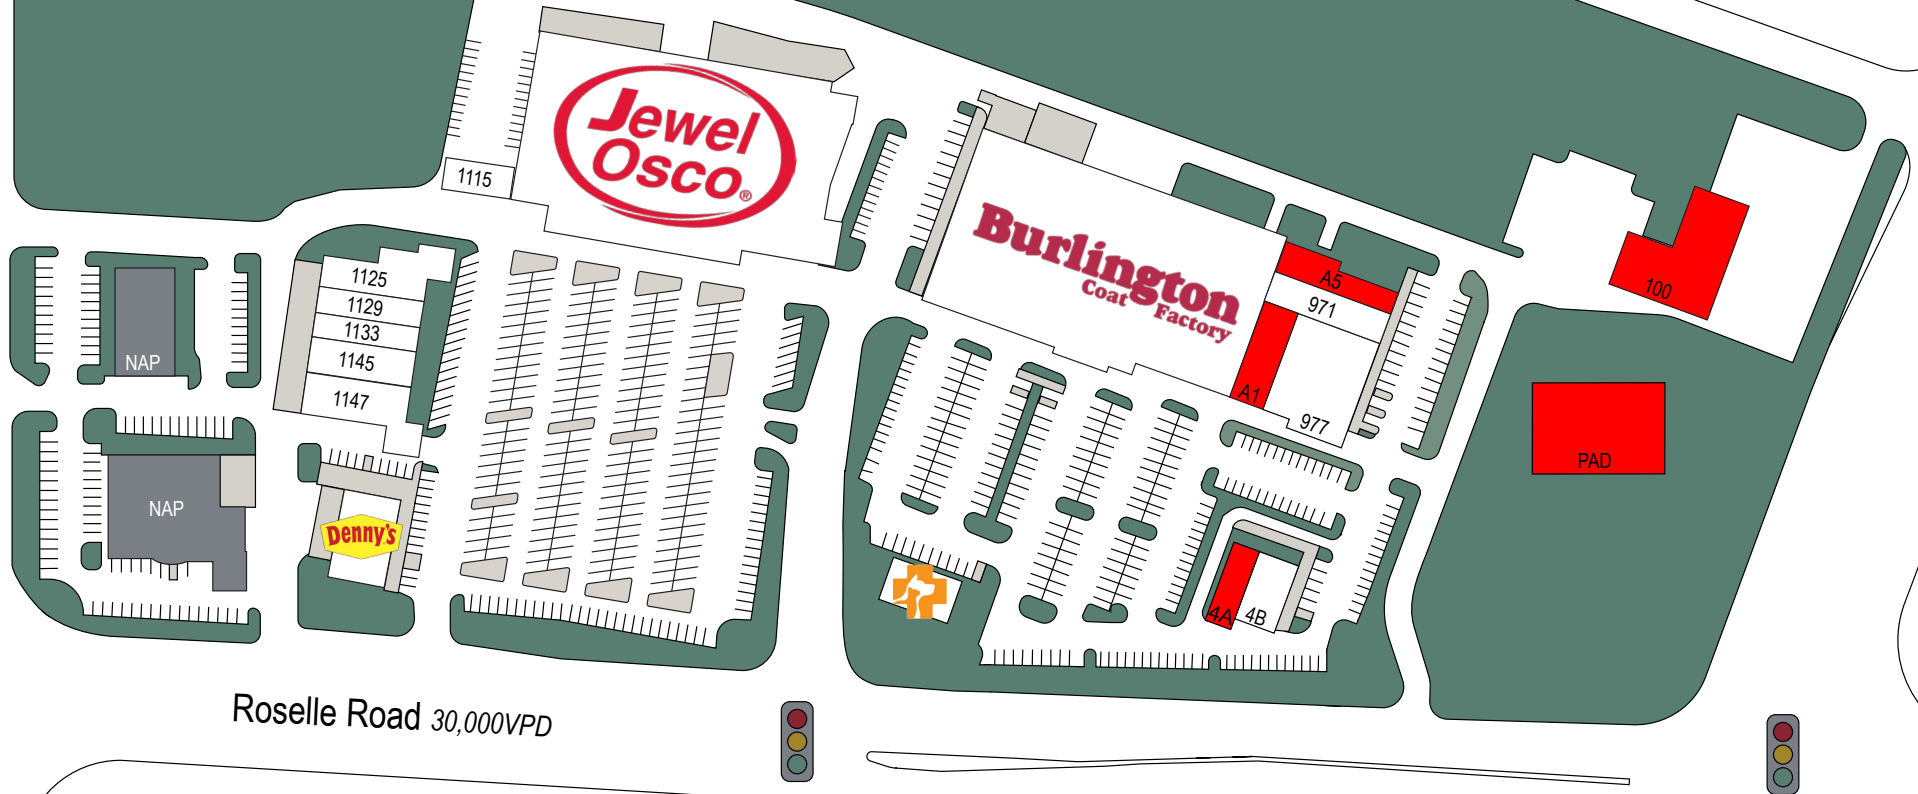 Jewel
Osco®
1115
Burlington
Coat
Factory
A5
971
A1
977
100
PAD
1125
1129
1133
1145
1147
NAP
NAP
Denny's
4A
4B
Roselle Road 30,000VPD